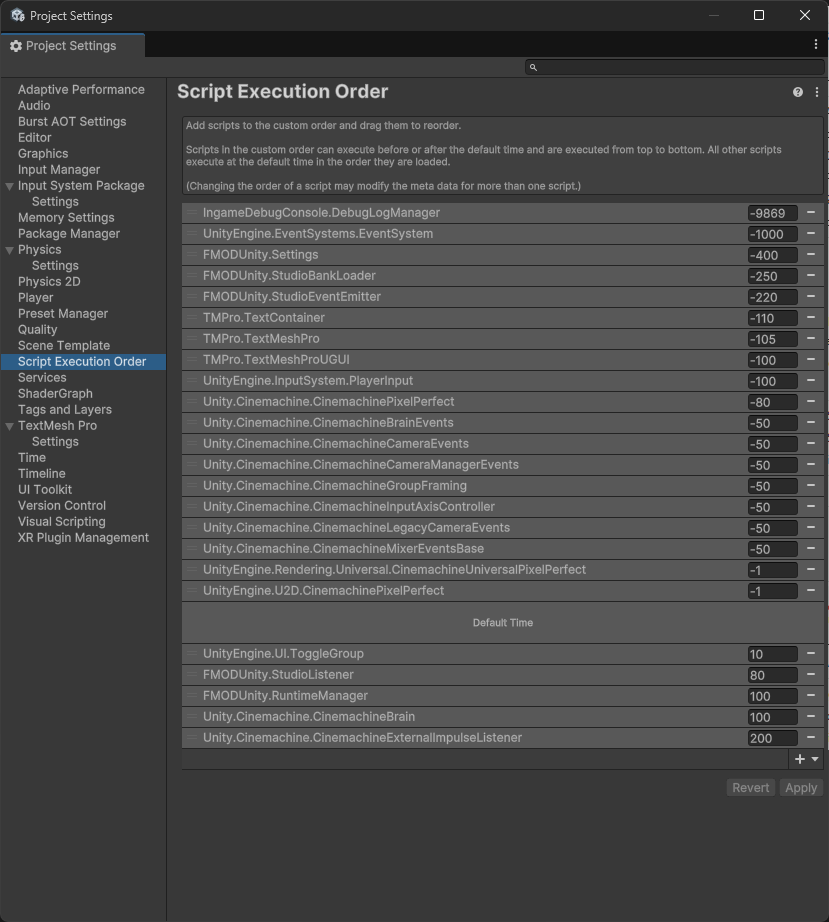 Project Settings
Project Settings
Adaptive Performance
Audio
Burst AOT Settings
Editor
Graphics
Input Manager
Input System Package
Settings
Memory Settings
Package Manager
Physics
Settings
Physics 2D
Player
Preset Manager
Quality
Scene Template
Script Execution Order
Services
ShaderGraph
Tags and Layers
TextMesh Pro
Settings
Time
Timeline
UI Toolkit
Version Control
Visual Scripting
XR Plugin Management
Script Execution Order
Add scripts to the custom order and drag them to reorder.
Scripts in the custom order can execute before or after the default time and are executed from top to bottom. All other scripts
execute at the default time in the order they are loaded.
(Changing the order of a script may modify the meta data for more than one script.)
IngameDebugConsole.DebugLogManager -9869
UnityEngine.EventSystems.EventSystem -1000
FMODUnity.Settings -400
FMODUnity.StudioBankLoader -250
FMODUnity.StudioEventEmitter -220
TMPro.TextContainer -110
TMPro.TextMeshPro -105
TMPro.TextMeshProUGUI -100
UnityEngine.InputSystem.PlayerInput -100
Unity.Cinemachine.CinemachinePixelPerfect -80
Unity.Cinemachine.CinemachineBrainEvents -50
Unity.Cinemachine.CinemachineCameraEvents -50
Unity.Cinemachine.CinemachineCameraManagerEvents -50
Unity.Cinemachine.CinemachineGroupFraming -50
Unity.Cinemachine.CinemachineInputAxisController -50
Unity.Cinemachine.CinemachineLegacyCameraEvents -50
Unity.Cinemachine.CinemachineMixerEventsBase -50
UnityEngine.Rendering.Universal.CinemachineUniversalPixelPerfect -1
UnityEngine.U2D.CinemachinePixelPerfect -1
Default Time
UnityEngine.UI.ToggleGroup 10
FMODUnity.StudioListener 80
FMODUnity.RuntimeManager 100
Unity.Cinemachine.CinemachineBrain 100
Unity.Cinemachine.CinemachineExternalImpulseListener 200
Revert Apply